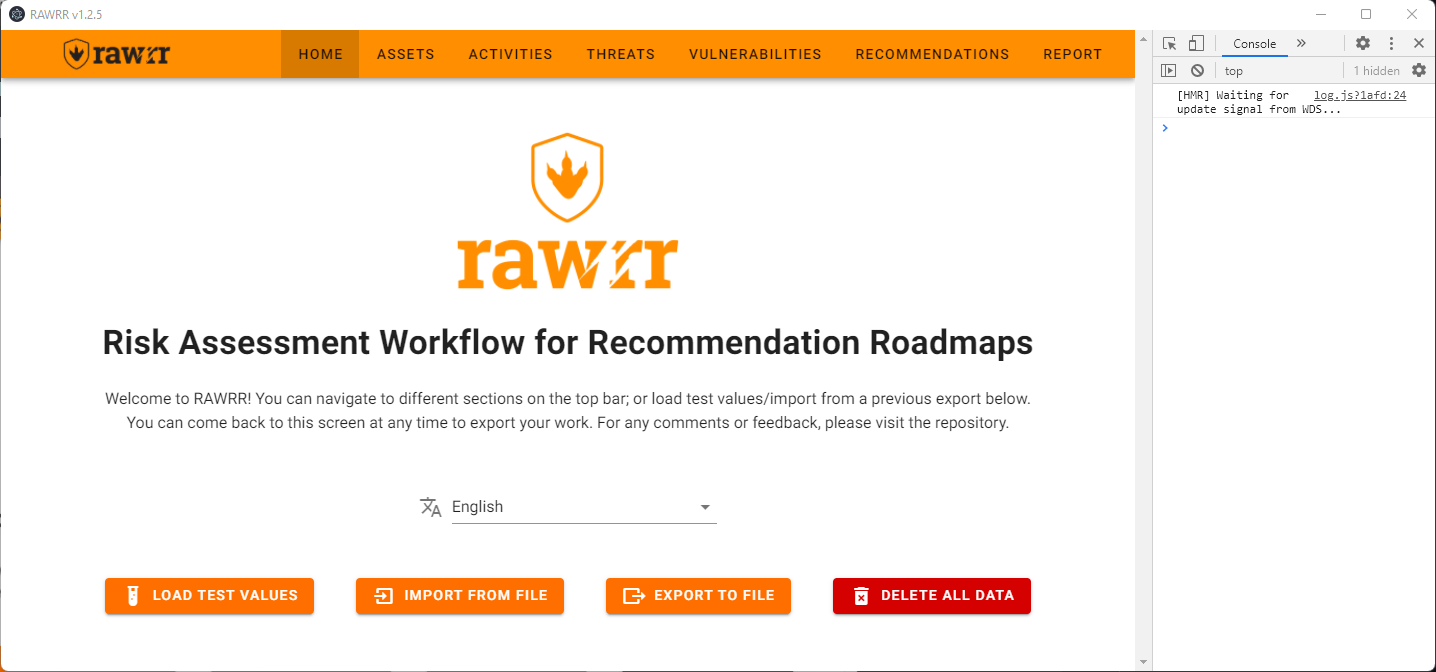 RAWRR v1.2.5
rawrr
HOME ASSETS ACTIVITIES THREATS VULNERABILITIES RECOMMENDATIONS REPORT
rawrr
Risk Assessment Workflow for Recommendation Roadmaps
Welcome to RAWRR! You can navigate to different sections on the top bar; or load test values/import from a previous export below.
You can come back to this screen at any time to export your work. For any comments or feedback, please visit the repository.
English
LOAD TEST VALUES IMPORT FROM FILE EXPORT TO FILE DELETE ALL DATA
Console
top 1 hidden
[HMR] Waiting for log.js?1afd:24
update signal from WDS...